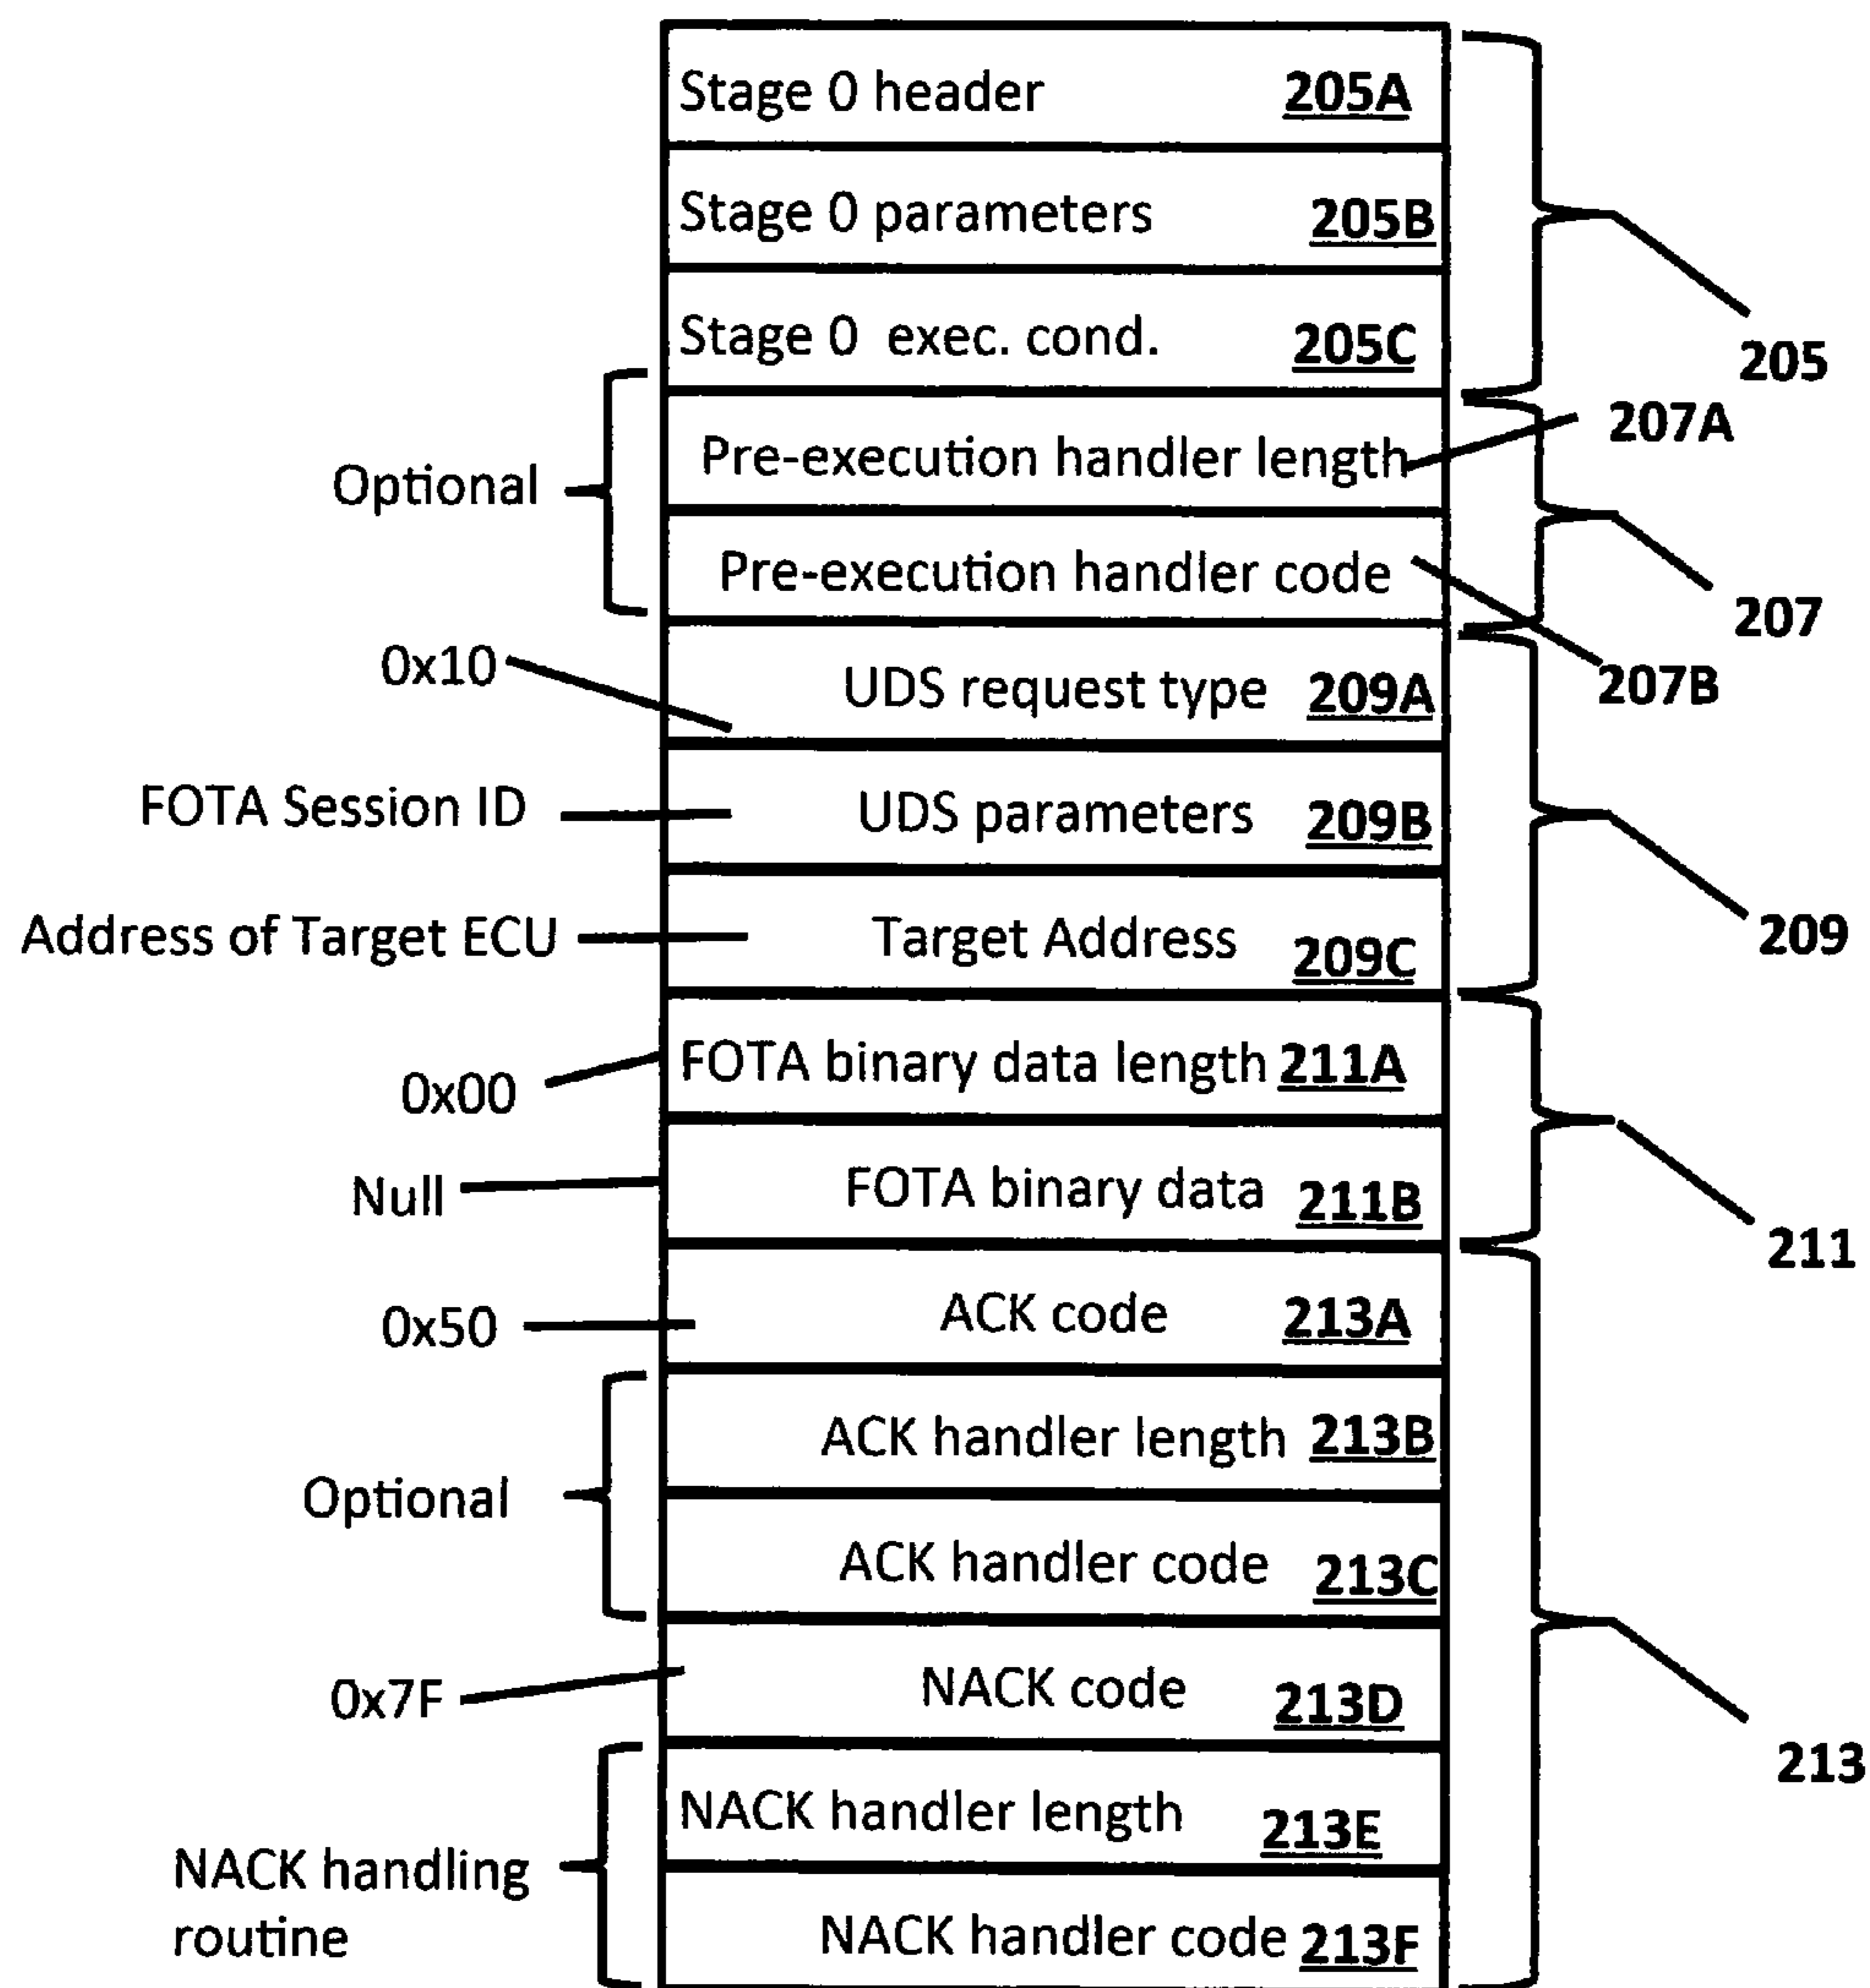 Stage 0 header 205A
Stage 0 parameters 205B
Stage 0 exec. cond. 205C
205
Pre-execution handler length 207A
Optional
Pre-execution handler code 207B
207
0x10
UDS request type 209A
FOTA Session ID
UDS parameters 209B
Address of Target ECU
Target Address 209C
209
0x00
FOTA binary data length 211A
Null
FOTA binary data 211B
211
0x50
ACK code 213A
ACK handler length 213B
Optional
ACK handler code 213C
0x7F
NACK code 213D
213
NACK handler length 213E
NACK handling
routine
NACK handler code 213F